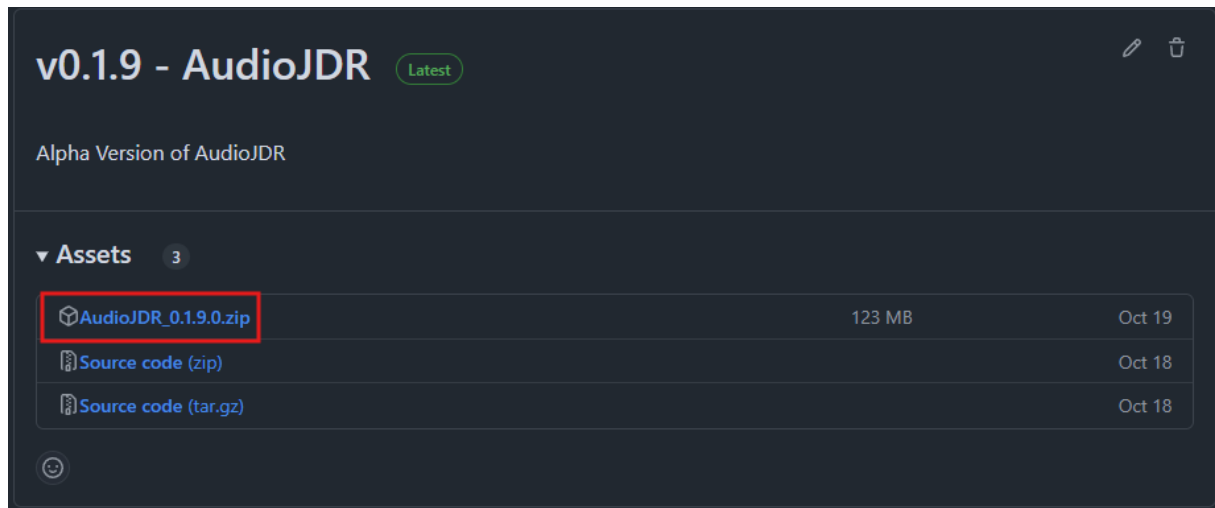 v0.1.9 - AudioJDR Latest
Alpha Version of AudioJDR
Assets 3
AudioJDR_0.1.9.0.zip 123 MB Oct 19
Source code (zip) Oct 18
Source code (tar.gz) Oct 18